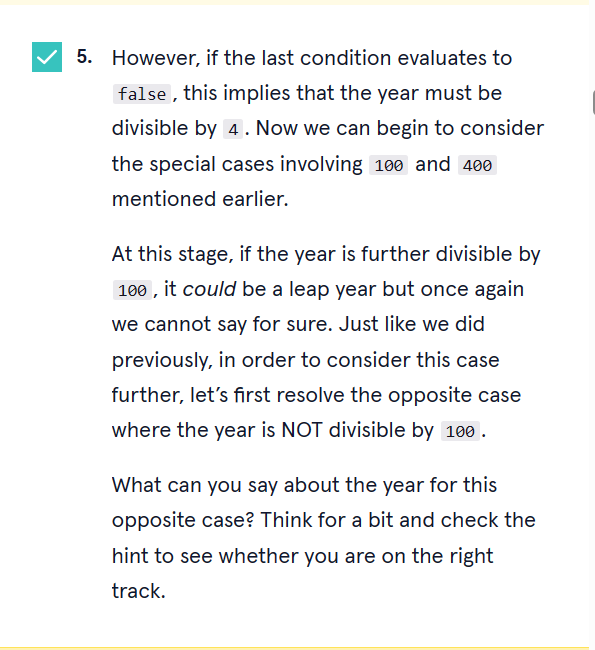 5. However, if the last condition evaluates to
false, this implies that the year must be
divisible by 4. Now we can begin to consider
the special cases involving 100 and 400
mentioned earlier.
At this stage, if the year is further divisible by
100, it could be a leap year but once again
we cannot say for sure. Just like we did
previously, in order to consider this case
further, let’s first resolve the opposite case
where the year is NOT divisible by 100.
What can you say about the year for this
opposite case? Think for a bit and check the
hint to see whether you are on the right
track.